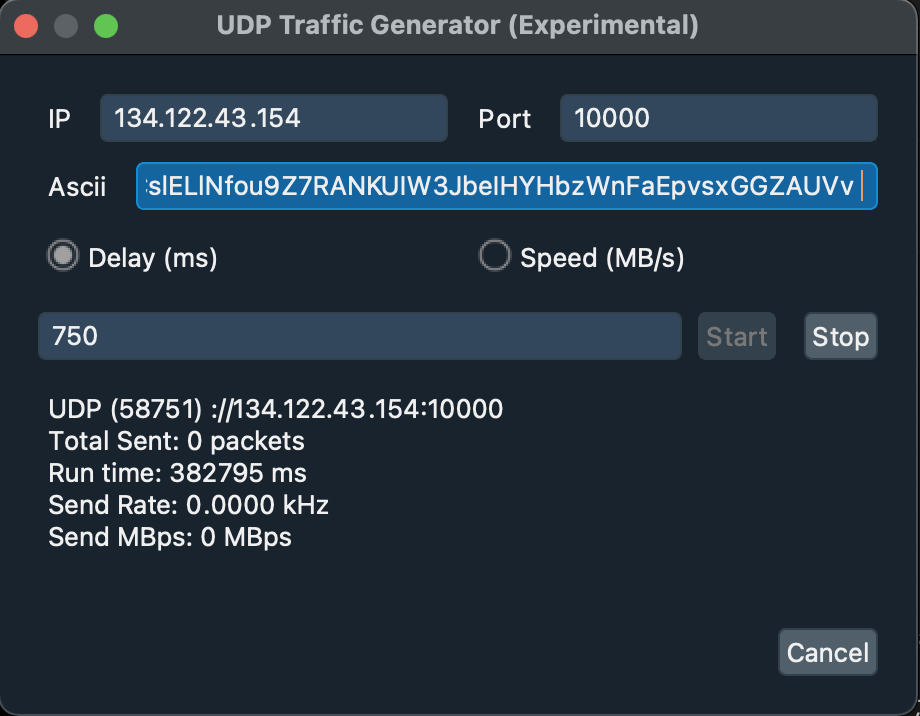 UDP Traffic Generator (Experimental)
IP 134.122.43.154 Port 10000
Ascii slELlNfou9Z7RANKUIW3JbeIHYHbzWnFaEpvsxGGZAUVv
Delay (ms) Speed (MB/s)
750 Start Stop
UDP (58751) ://134.122.43.154:10000
Total Sent: 0 packets
Run time: 382795 ms
Send Rate: 0.0000 kHz
Send MBps: 0 MBps
Cancel